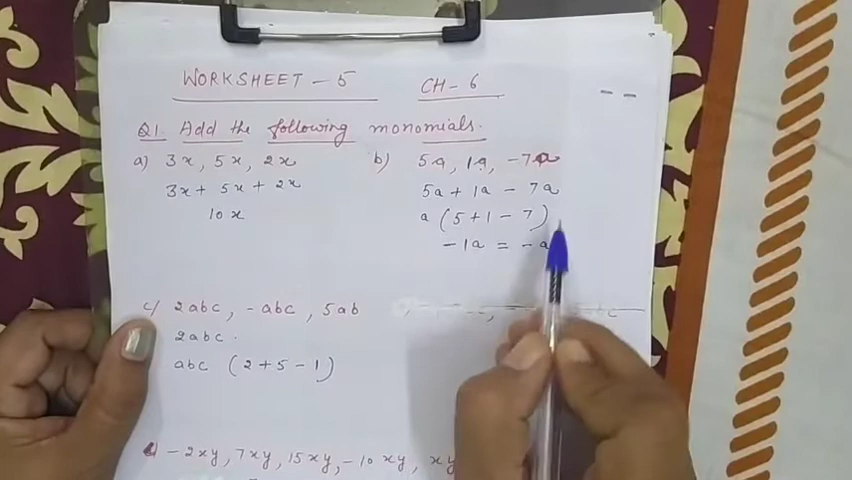 WORKSHEET - 5 CH- 6
Q1. Add the following monomials.
a) 3x, 5x, 2x
3x + 5x + 2x
10x
b) 5a, 1a, -7a
5a + 1a - 7a
a (5 + 1 - 7)
-1a = -a
c) 2abc, -abc, 5ab
2abc.
abc (2 + 5 - 1)
d) -2xy, 7xy, 15xy, -10xy, xy